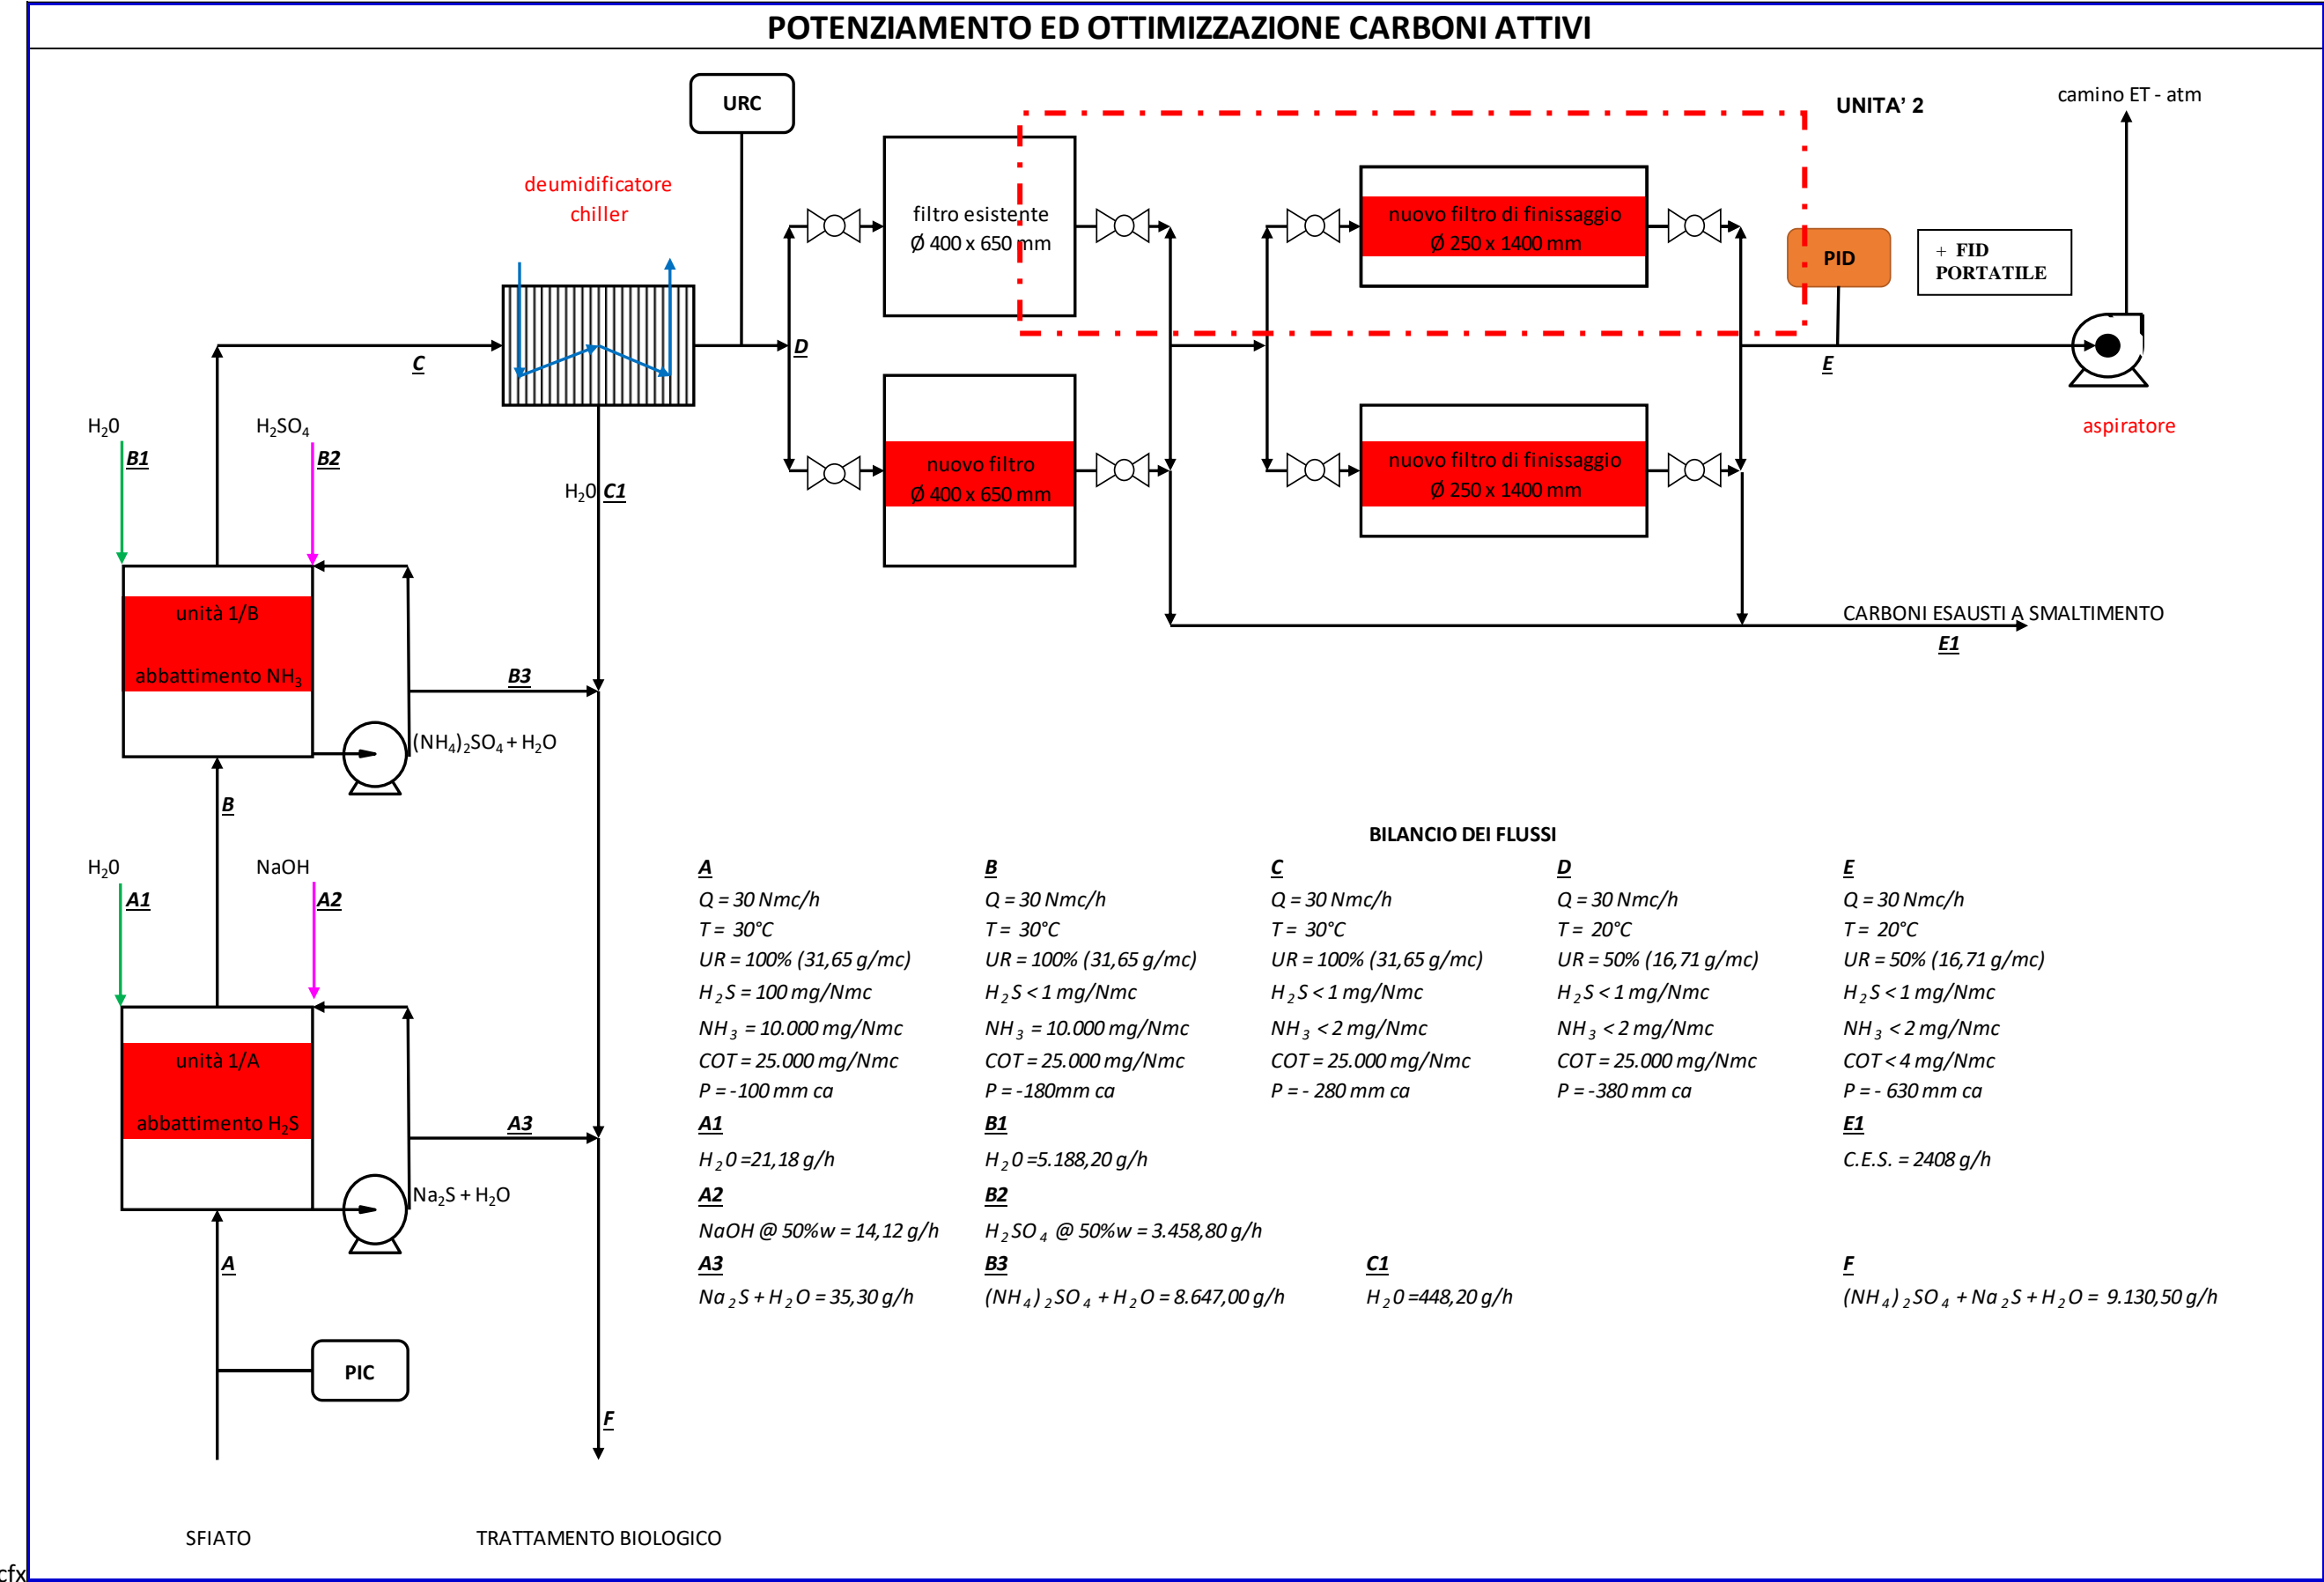 POTENZIAMENTO ED OTTIMIZZAZIONE CARBONI ATTIVI
URC
UNITA' 2
camino ET - atm
deumidificatore
chiller
filtro esistente
Ø 400 x 650 mm
nuovo filtro di finissaggio
Ø 250 x 1400 mm
PID
+ FID
PORTATILE
C
D
E
aspiratore
H₂0
B1
H₂SO₄
B2
H₂0 C1
nuovo filtro
Ø 400 x 650 mm
nuovo filtro di finissaggio
Ø 250 x 1400 mm
unità 1/B
abbattimento NH₃
B3
(NH₄)₂SO₄ + H₂O
CARBONI ESAUSTI A SMALTIMENTO
E1
B
H₂0
A1
NaOH
A2
unità 1/A
abbattimento H₂S
A3
Na₂S + H₂O
A
PIC
F
SFIATO
TRATTAMENTO BIOLOGICO
BILANCIO DEI FLUSSI
A
Q = 30 Nmc/h
T = 30°C
UR = 100% (31,65 g/mc)
H₂S = 100 mg/Nmc
NH₃ = 10.000 mg/Nmc
COT = 25.000 mg/Nmc
P = -100 mm ca
A1
H₂0 =21,18 g/h
A2
NaOH @ 50%w = 14,12 g/h
A3
Na₂S + H₂O = 35,30 g/h
B
Q = 30 Nmc/h
T = 30°C
UR = 100% (31,65 g/mc)
H₂S < 1 mg/Nmc
NH₃ = 10.000 mg/Nmc
COT = 25.000 mg/Nmc
P = -180mm ca
B1
H₂0 =5.188,20 g/h
B2
H₂SO₄ @ 50%w = 3.458,80 g/h
B3
(NH₄)₂SO₄ + H₂O = 8.647,00 g/h
C
Q = 30 Nmc/h
T = 30°C
UR = 100% (31,65 g/mc)
H₂S < 1 mg/Nmc
NH₃ < 2 mg/Nmc
COT = 25.000 mg/Nmc
P = - 280 mm ca
C1
H₂0 =448,20 g/h
D
Q = 30 Nmc/h
T = 20°C
UR = 50% (16,71 g/mc)
H₂S < 1 mg/Nmc
NH₃ < 2 mg/Nmc
COT = 25.000 mg/Nmc
P = -380 mm ca
E
Q = 30 Nmc/h
T = 20°C
UR = 50% (16,71 g/mc)
H₂S < 1 mg/Nmc
NH₃ < 2 mg/Nmc
COT < 4 mg/Nmc
P = - 630 mm ca
E1
C.E.S. = 2408 g/h
F
(NH₄)₂SO₄ + Na₂S + H₂O = 9.130,50 g/h
cfx